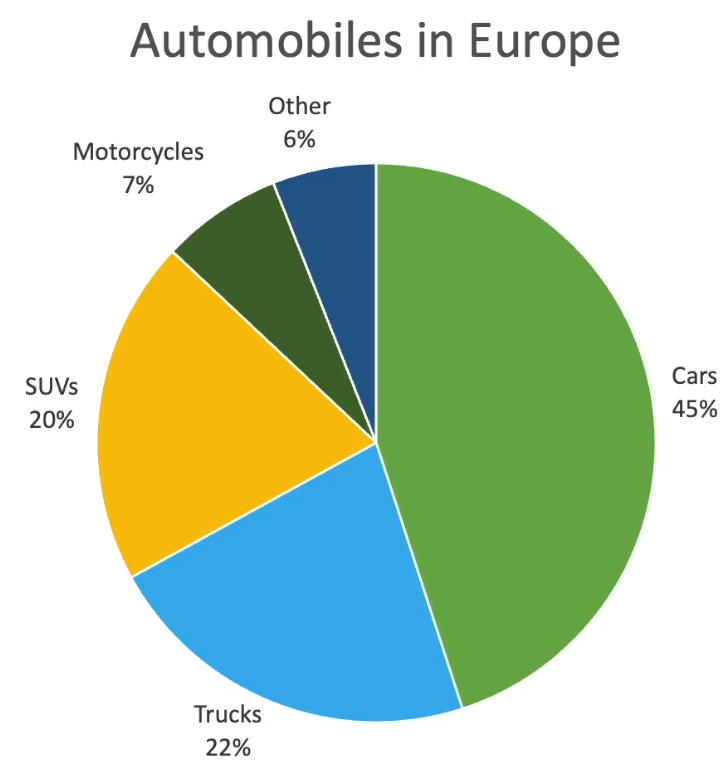 Automobiles in Europe
Other
6%
Motorcycles
7%
Cars
45%
SUVs
20%
Trucks
22%